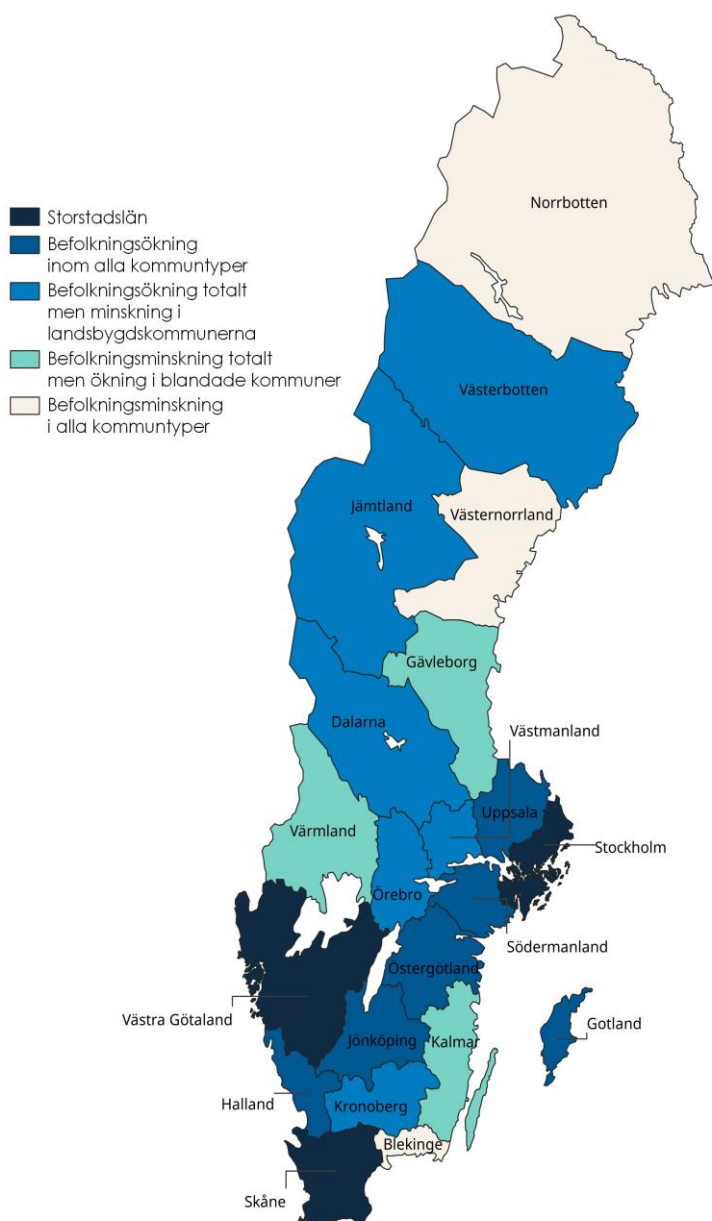 Storstadslän
Befolkningsökning
inom alla kommuntyper
Befolkningsökning totalt
men minskning i
landsbygdskommunerna
Befolkningsminskning totalt
men ökning i blandade kommuner
Befolkningsminskning
i alla kommuntyper
Norrbotten
Västerbotten
Jämtland
Västernorrland
Gävleborg
Dalarna
Västmanland
Uppsala
Värmland
Stockholm
Örebro
Södermanland
Östergötland
Västra Götaland
Gotland
Jönköping
Kalmar
Halland
Kronoberg
Blekinge
Skåne